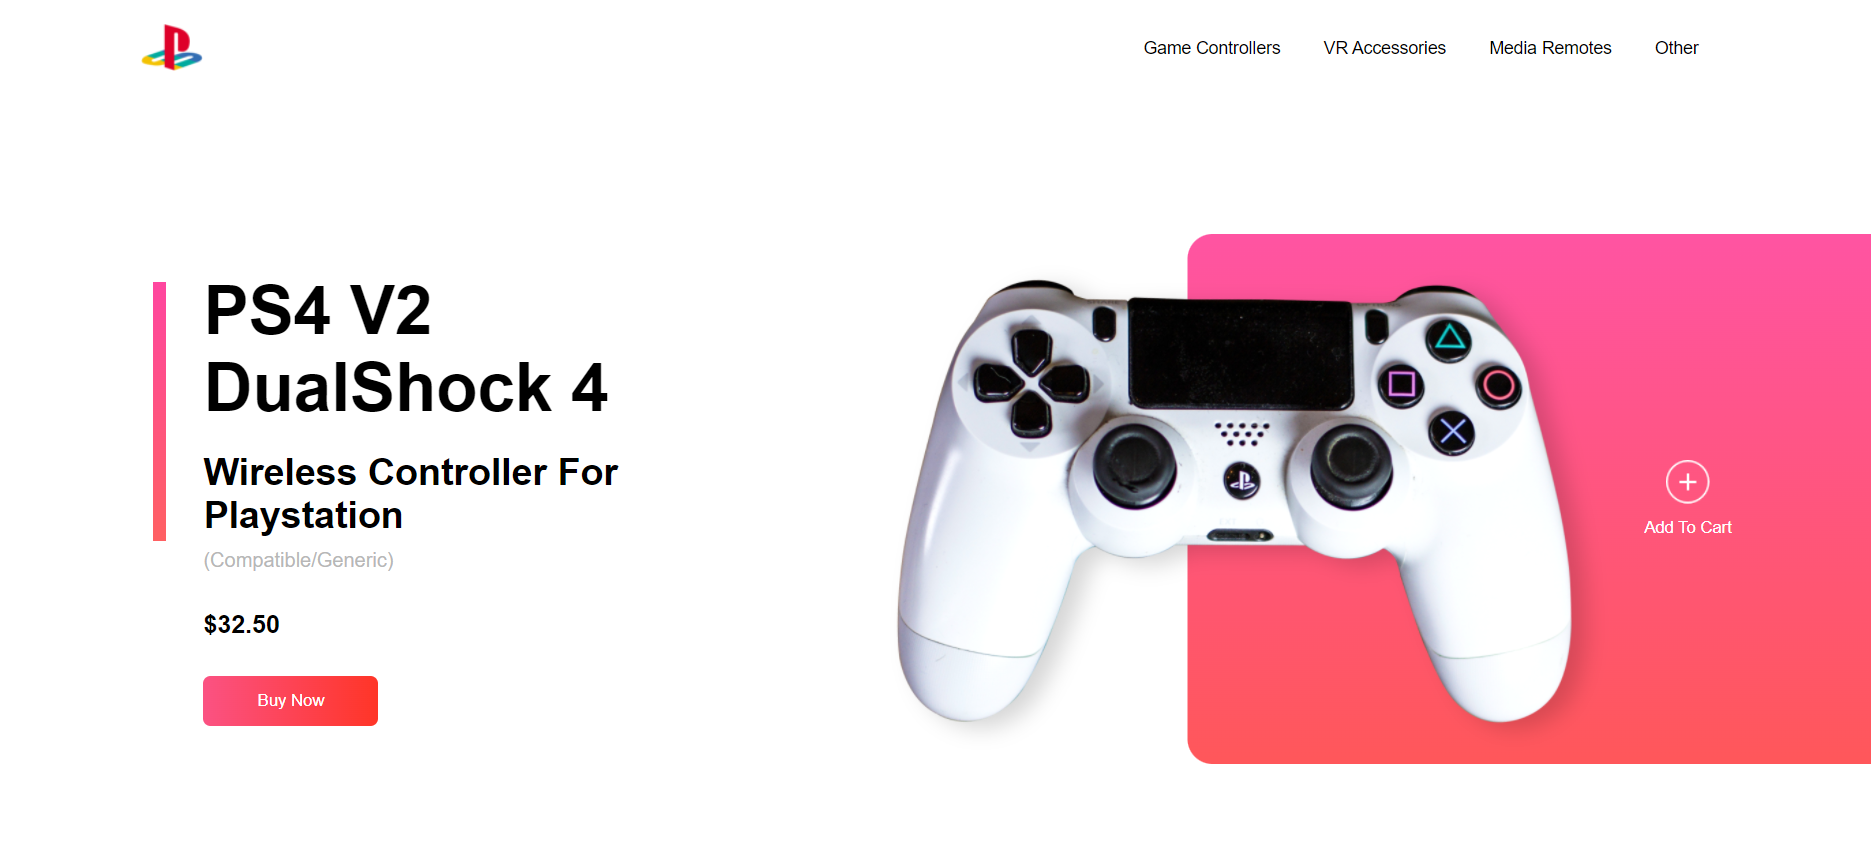 Game Controllers VR Accessories Media Remotes Other
PS4 V2
DualShock 4
Wireless Controller For
Playstation
(Compatible/Generic)
$32.50
Buy Now
Add To Cart